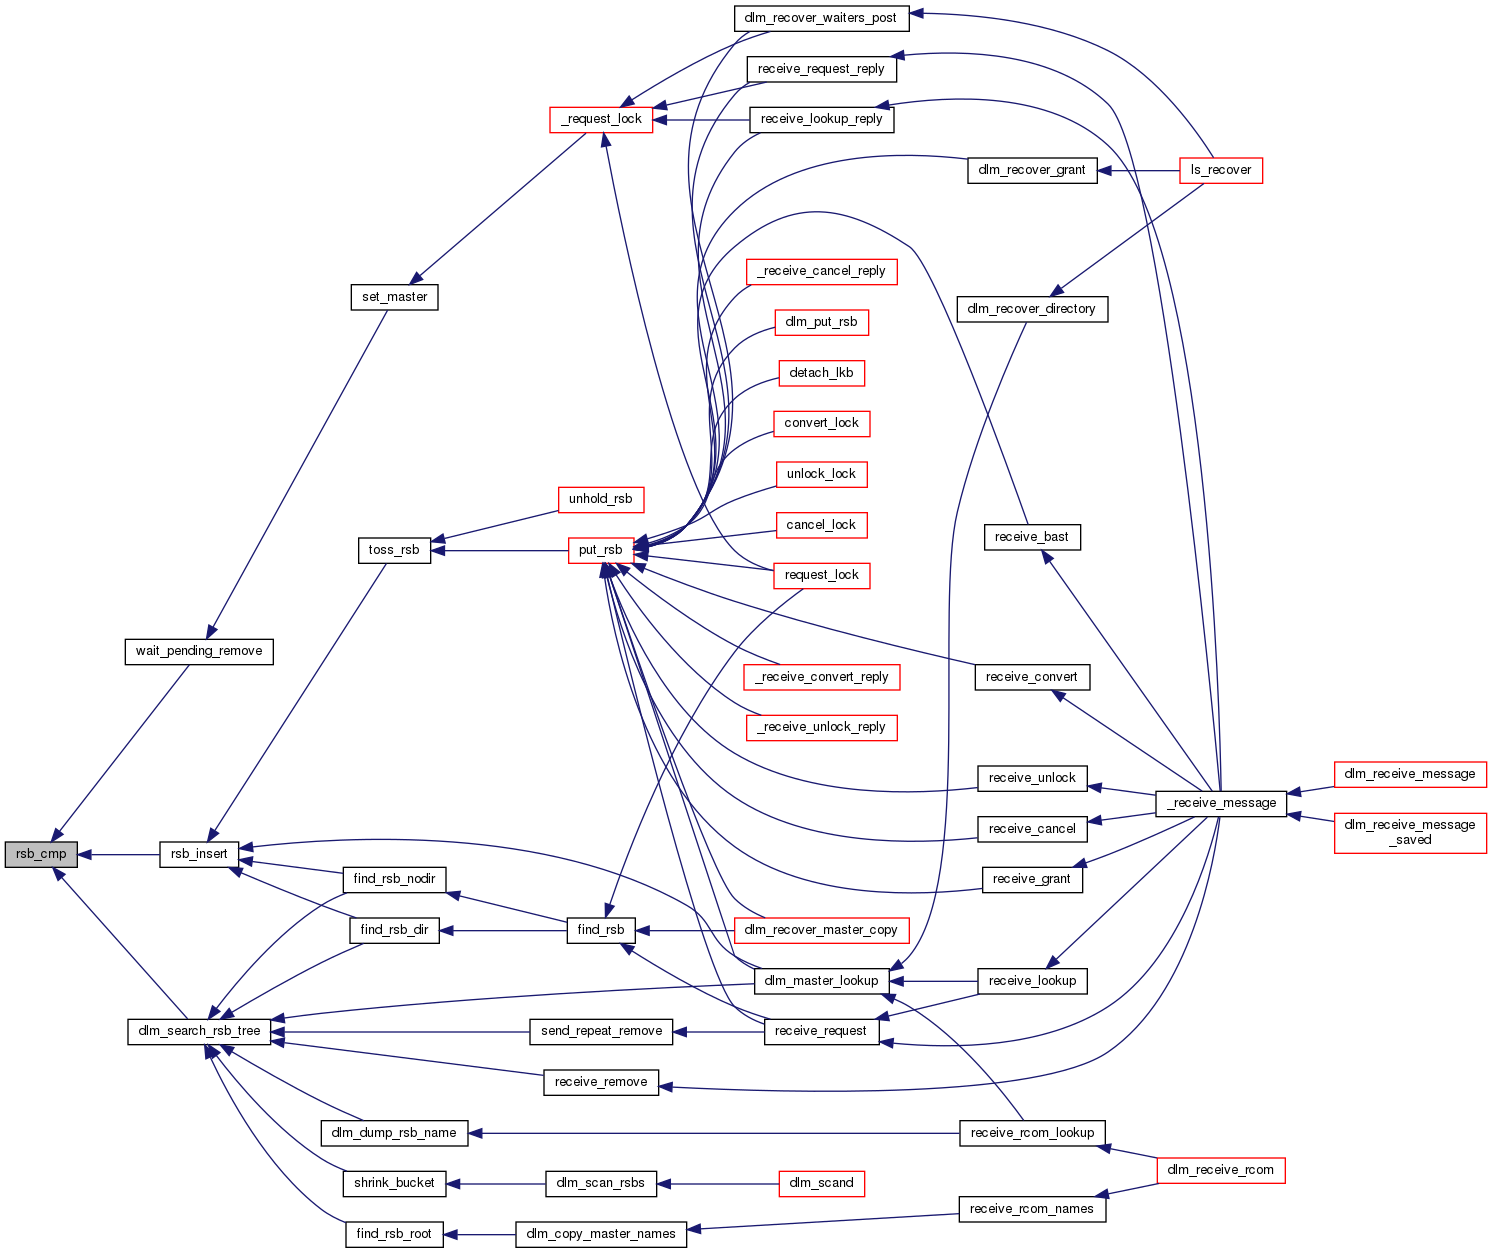 dlm_recover_waiters_post
receive_request_reply
_request_lock
receive_lookup_reply
dlm_recover_grant
ls_recover
_receive_cancel_reply
set_master
dlm_recover_directory
dlm_put_rsb
detach_lkb
convert_lock
unlock_lock
unhold_rsb
cancel_lock
receive_bast
toss_rsb
put_rsb
request_lock
wait_pending_remove
_receive_convert_reply
receive_convert
_receive_unlock_reply
receive_unlock
dlm_receive_message
_receive_message
receive_cancel
dlm_receive_message
_saved
rsb_cmp
rsb_insert
find_rsb_nodir
receive_grant
find_rsb_dir
find_rsb
dlm_recover_master_copy
dlm_master_lookup
receive_lookup
dlm_search_rsb_tree
send_repeat_remove
receive_request
receive_remove
dlm_dump_rsb_name
receive_rcom_lookup
dlm_receive_rcom
shrink_bucket
dlm_scan_rsbs
dlm_scand
receive_rcom_names
find_rsb_root
dlm_copy_master_names